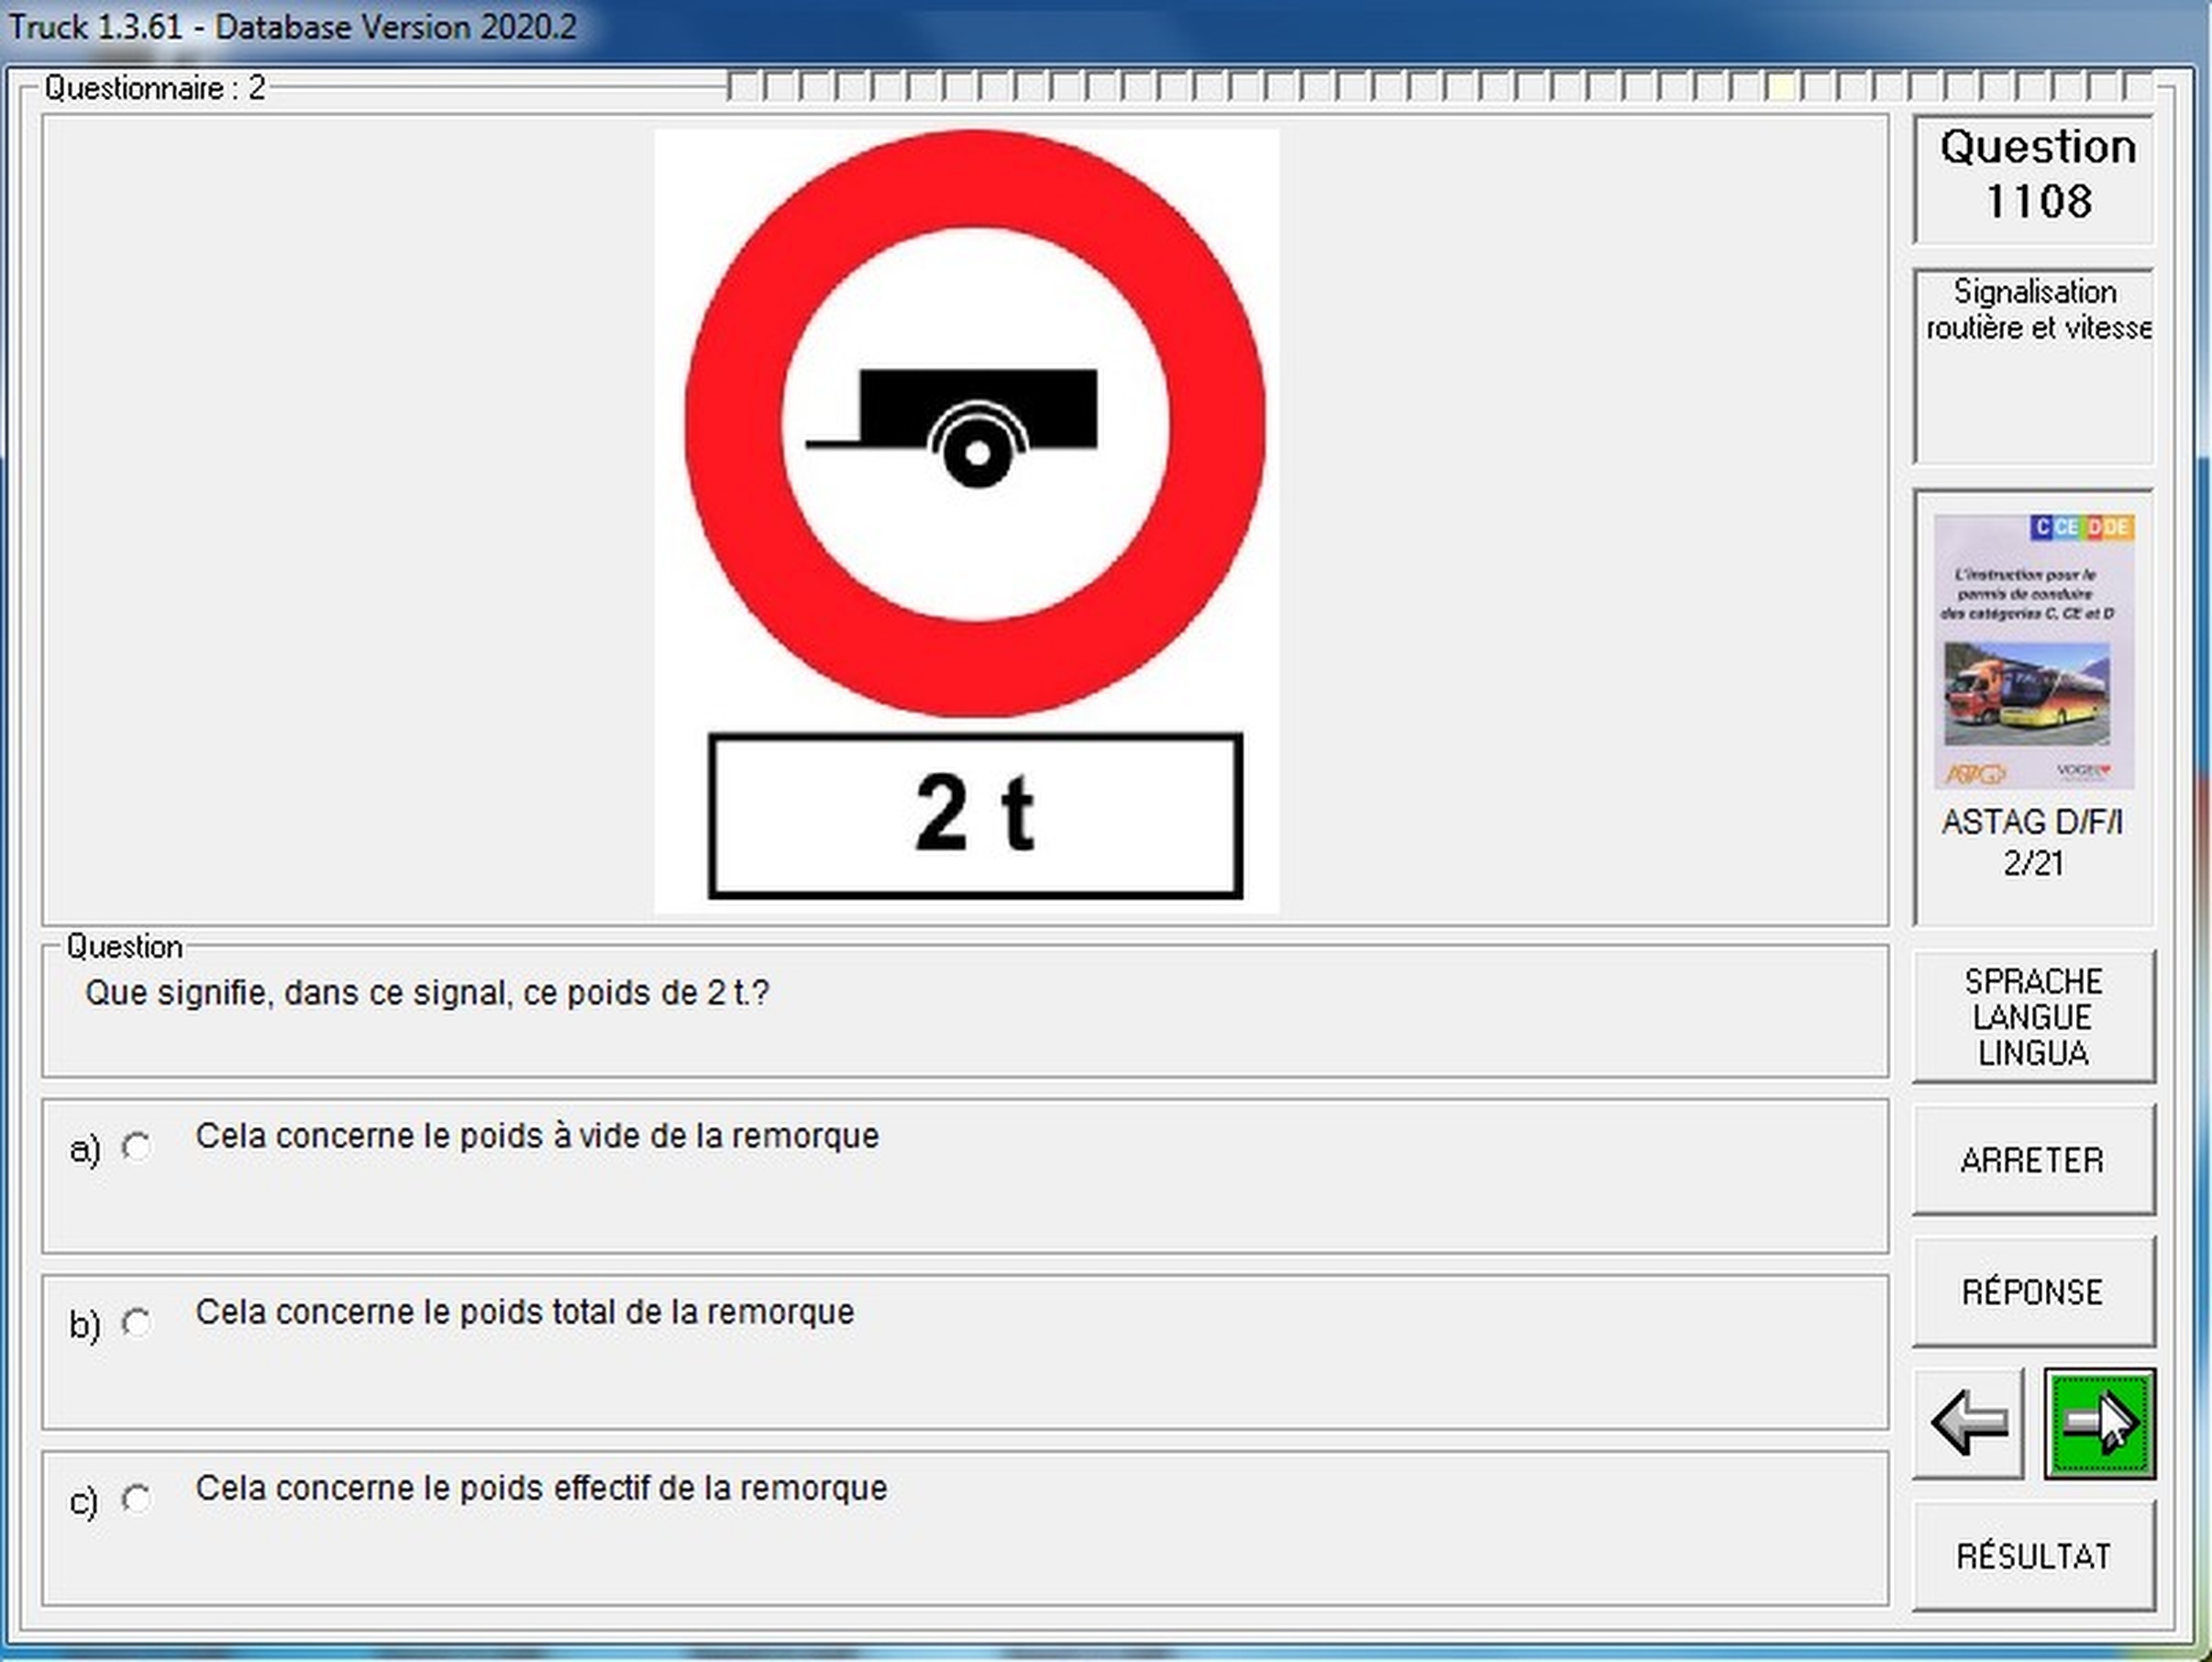 Truck 1.3.61 - Database Version 2020.2
Questionnaire : 2
Question
1108
Signalisation
routière et vitesse
C CE D DE
L'instruction pour le
permis de conduire
des catégories C, CE et D
ASTAG
VOGEL
ASTAG D/F/I
2/21
2 t
Question
Que signifie, dans ce signal, ce poids de 2 t.?
a) Cela concerne le poids à vide de la remorque
b) Cela concerne le poids total de la remorque
c) Cela concerne le poids effectif de la remorque
SPRACHE
LANGUE
LINGUA
ARRETER
RÉPONSE
RÉSULTAT